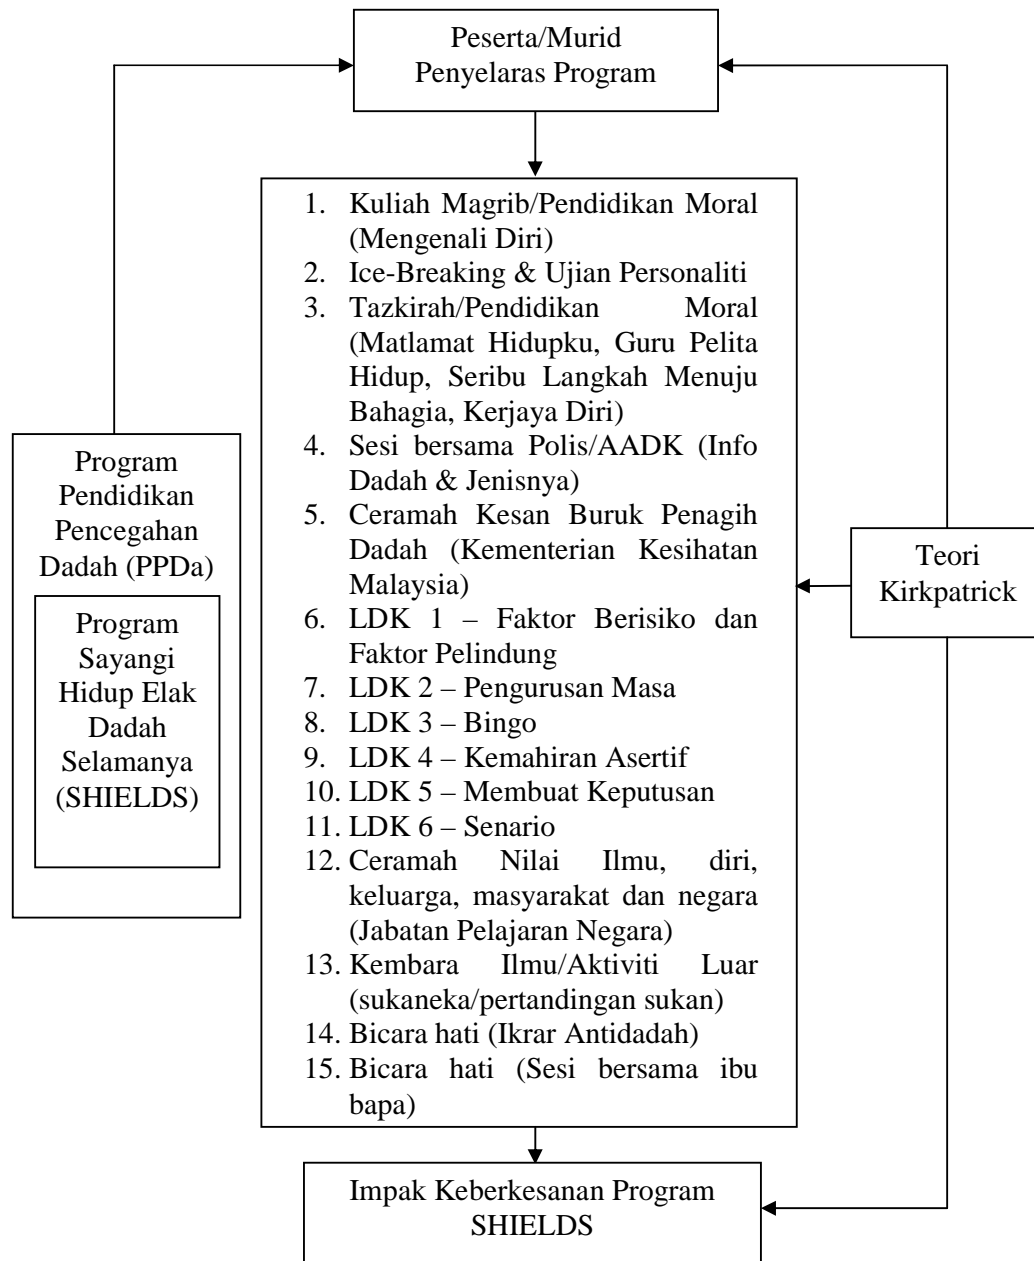 Peserta/Murid
Penyelaras Program
1. Kuliah Magrib/Pendidikan Moral
(Mengenali Diri)
2. Ice-Breaking & Ujian Personaliti
3. Tazkirah/Pendidikan Moral
(Matlamat Hidupku, Guru Pelita
Hidup, Seribu Langkah Menuju
Bahagia, Kerjaya Diri)
4. Sesi bersama Polis/AADK (Info
Dadah & Jenisnya)
5. Ceramah Kesan Buruk Penagih
Dadah (Kementerian Kesihatan
Malaysia)
6. LDK 1 – Faktor Berisiko dan
Faktor Pelindung
7. LDK 2 – Pengurusan Masa
8. LDK 3 – Bingo
9. LDK 4 – Kemahiran Asertif
10. LDK 5 – Membuat Keputusan
11. LDK 6 – Senario
12. Ceramah Nilai Ilmu, diri,
keluarga, masyarakat dan negara
(Jabatan Pelajaran Negara)
13. Kembara Ilmu/Aktiviti Luar
(sukaneka/pertandingan sukan)
14. Bicara hati (Ikrar Antidadah)
15. Bicara hati (Sesi bersama ibu
bapa)
Program
Pendidikan
Pencegahan
Dadah (PPDa)
Program
Sayangi
Hidup Elak
Dadah
Selamanya
(SHIELDS)
Teori
Kirkpatrick
Impak Keberkesanan Program
SHIELDS